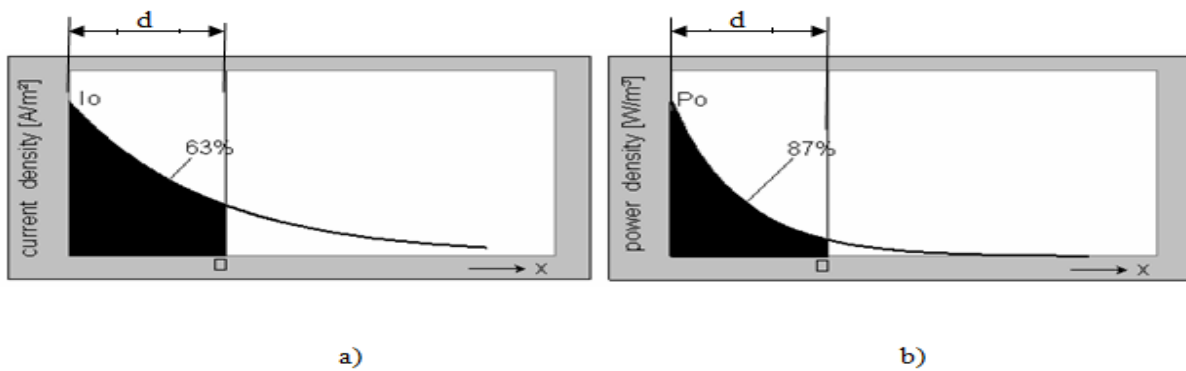 d
current density [A/m²]
Io
63%
x
a)
d
power density [W/m³]
Po
87%
x
b)